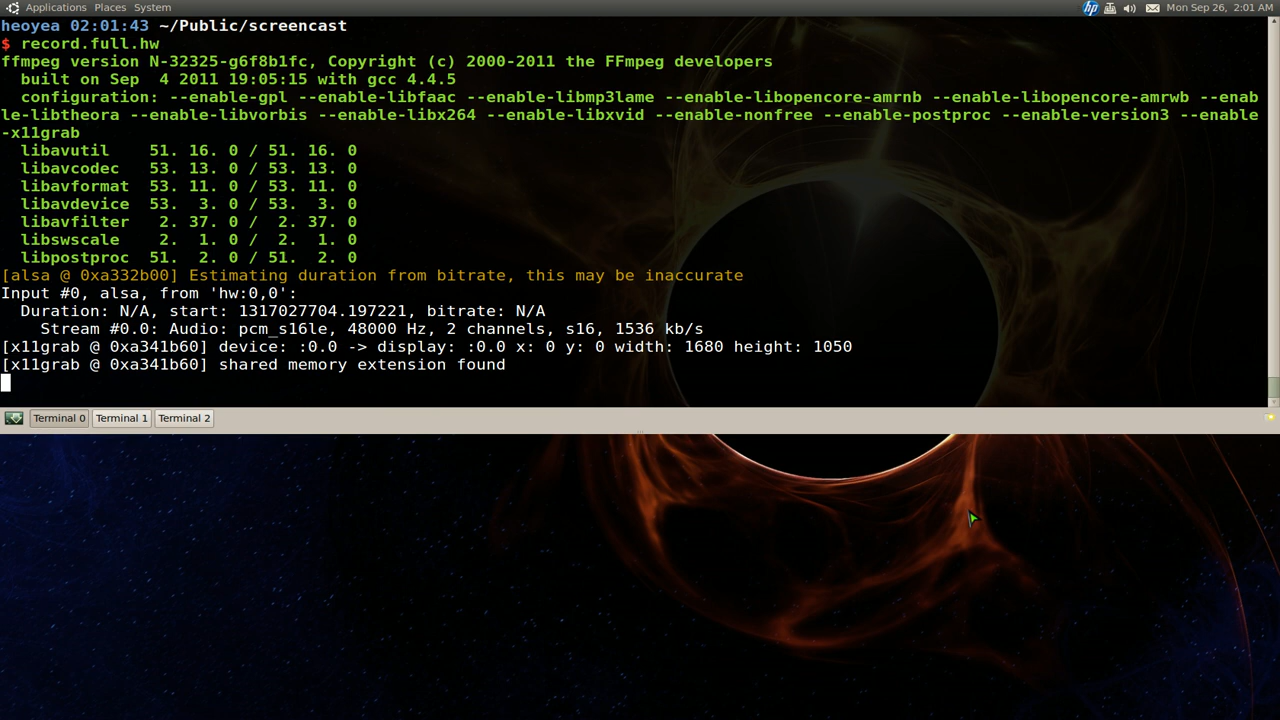 Applications Places System
hp Mon Sep 26, 2:01 AM
heoyea 02:01:43 ~/Public/screencast
$ record.full.hw
ffmpeg version N-32325-g6f8b1fc, Copyright (c) 2000-2011 the FFmpeg developers
  built on Sep  4 2011 19:05:15 with gcc 4.4.5
  configuration: --enable-gpl --enable-libfaac --enable-libmp3lame --enable-libopencore-amrnb --enable-libopencore-amrwb --enab
le-libtheora --enable-libvorbis --enable-libx264 --enable-libxvid --enable-nonfree --enable-postproc --enable-version3 --enable
-x11grab
  libavutil    51. 16. 0 / 51. 16. 0
  libavcodec   53. 13. 0 / 53. 13. 0
  libavformat  53. 11. 0 / 53. 11. 0
  libavdevice  53.  3. 0 / 53.  3. 0
  libavfilter   2. 37. 0 /  2. 37. 0
  libswscale    2.  1. 0 /  2.  1. 0
  libpostproc  51.  2. 0 / 51.  2. 0
[alsa @ 0xa332b00] Estimating duration from bitrate, this may be inaccurate
Input #0, alsa, from 'hw:0,0':
  Duration: N/A, start: 1317027704.197221, bitrate: N/A
    Stream #0.0: Audio: pcm_s16le, 48000 Hz, 2 channels, s16, 1536 kb/s
[x11grab @ 0xa341b60] device: :0.0 -> display: :0.0 x: 0 y: 0 width: 1680 height: 1050
[x11grab @ 0xa341b60] shared memory extension found
Terminal 0 Terminal 1 Terminal 2